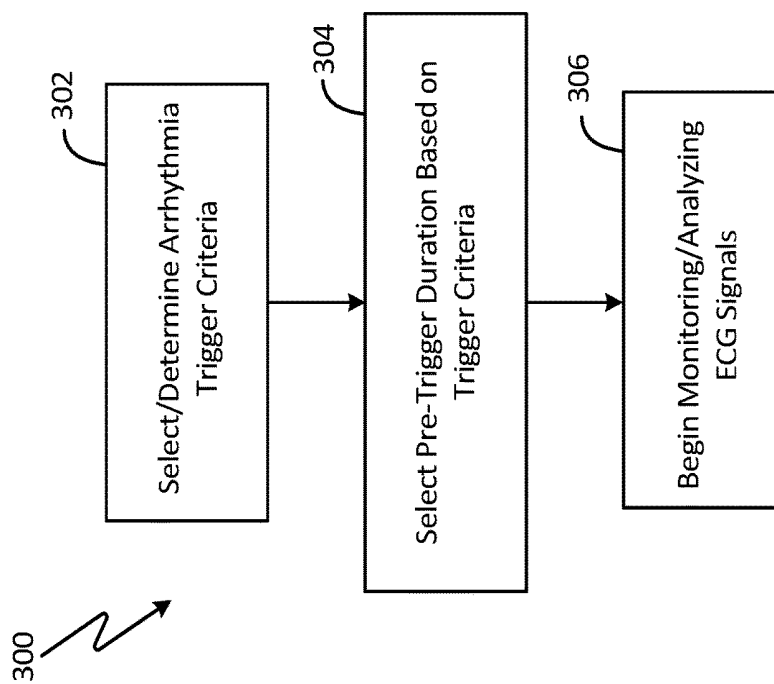 300
302
Select/Determine Arrhythmia
Trigger Criteria
304
Select Pre-Trigger Duration Based on
Trigger Criteria
306
Begin Monitoring/Analyzing
ECG Signals